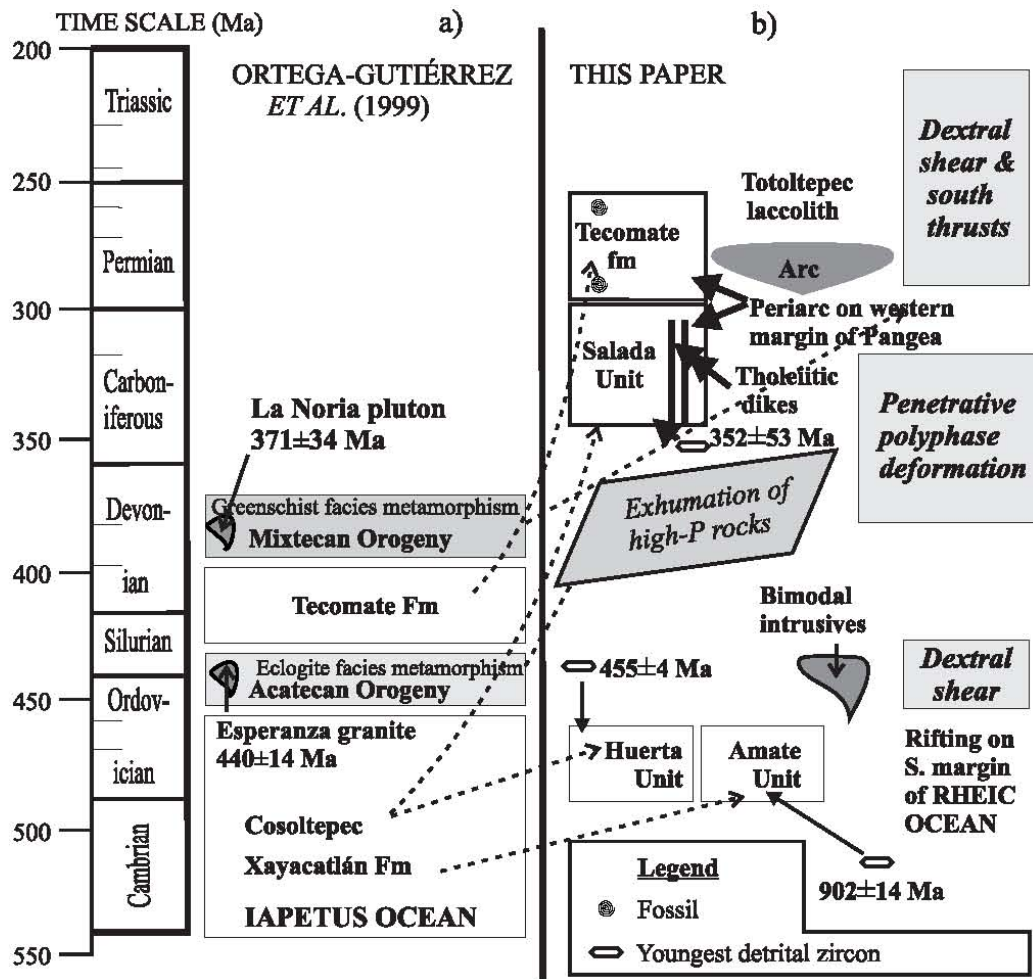 TIME SCALE (Ma)
a)
b)
200
250
300
350
400
450
500
550
Triassic
Permian
Carbon-
iferous
Devon-
ian
Silurian
Ordov-
ician
Cambrian
ORTEGA-GUTIÉRREZ
ET AL. (1999)
La Noria pluton
371±34 Ma
Greenschist facies metamorphism
Mixtecan Orogeny
Tecomate Fm
Eclogite facies metamorphism
Acatecan Orogeny
Esperanza granite
440±14 Ma
Cosoltepec
Xayacatlán Fm
IAPETUS OCEAN
THIS PAPER
Dextral
shear &
south
thrusts
Totoltepec
laccolith
Tecomate
fm
Arc
Periarc on western
margin of Pangea
Salada
Unit
Tholeiitic
dikes
352±53 Ma
Penetrative
polyphase
deformation
Exhumation of
high-P rocks
Bimodal
intrusives
455±4 Ma
Dextral
shear
Huerta
Unit
Amate
Unit
Rifting on
S. margin
of RHEIC
OCEAN
902±14 Ma
Legend
Fossil
Youngest detrital zircon